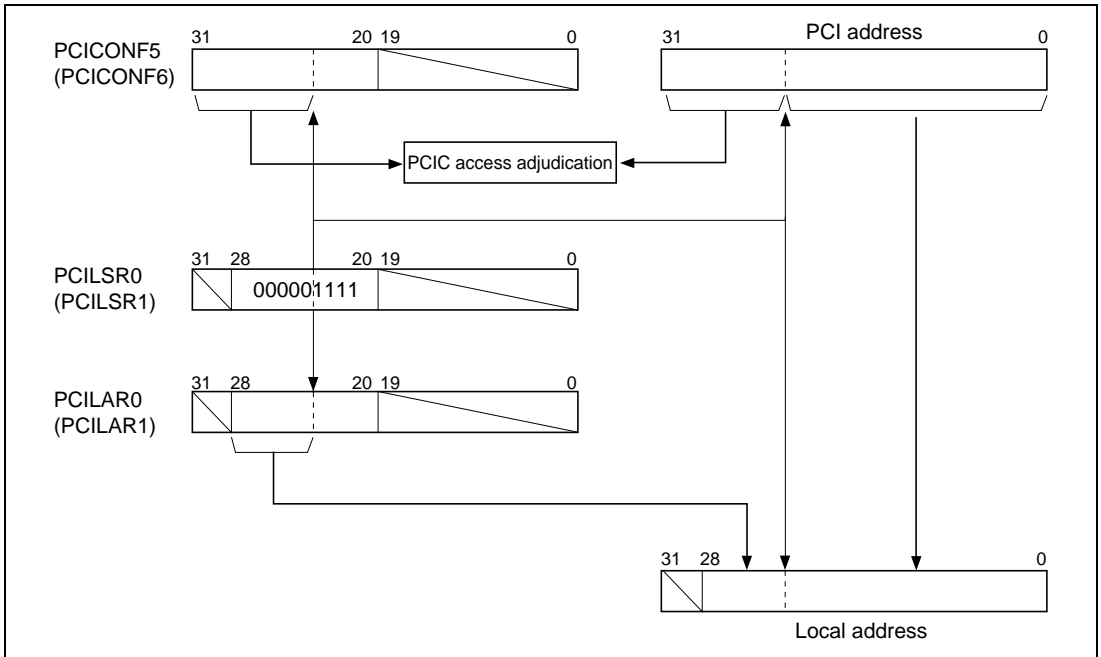 PCICONF5
(PCICONF6)
31 20 19 0
PCI address
31 0
PCIC access adjudication
PCILSR0
(PCILSR1)
31 28 20 19 0
000001111
PCILAR0
(PCILAR1)
31 28 20 19 0
31 28 0
Local address